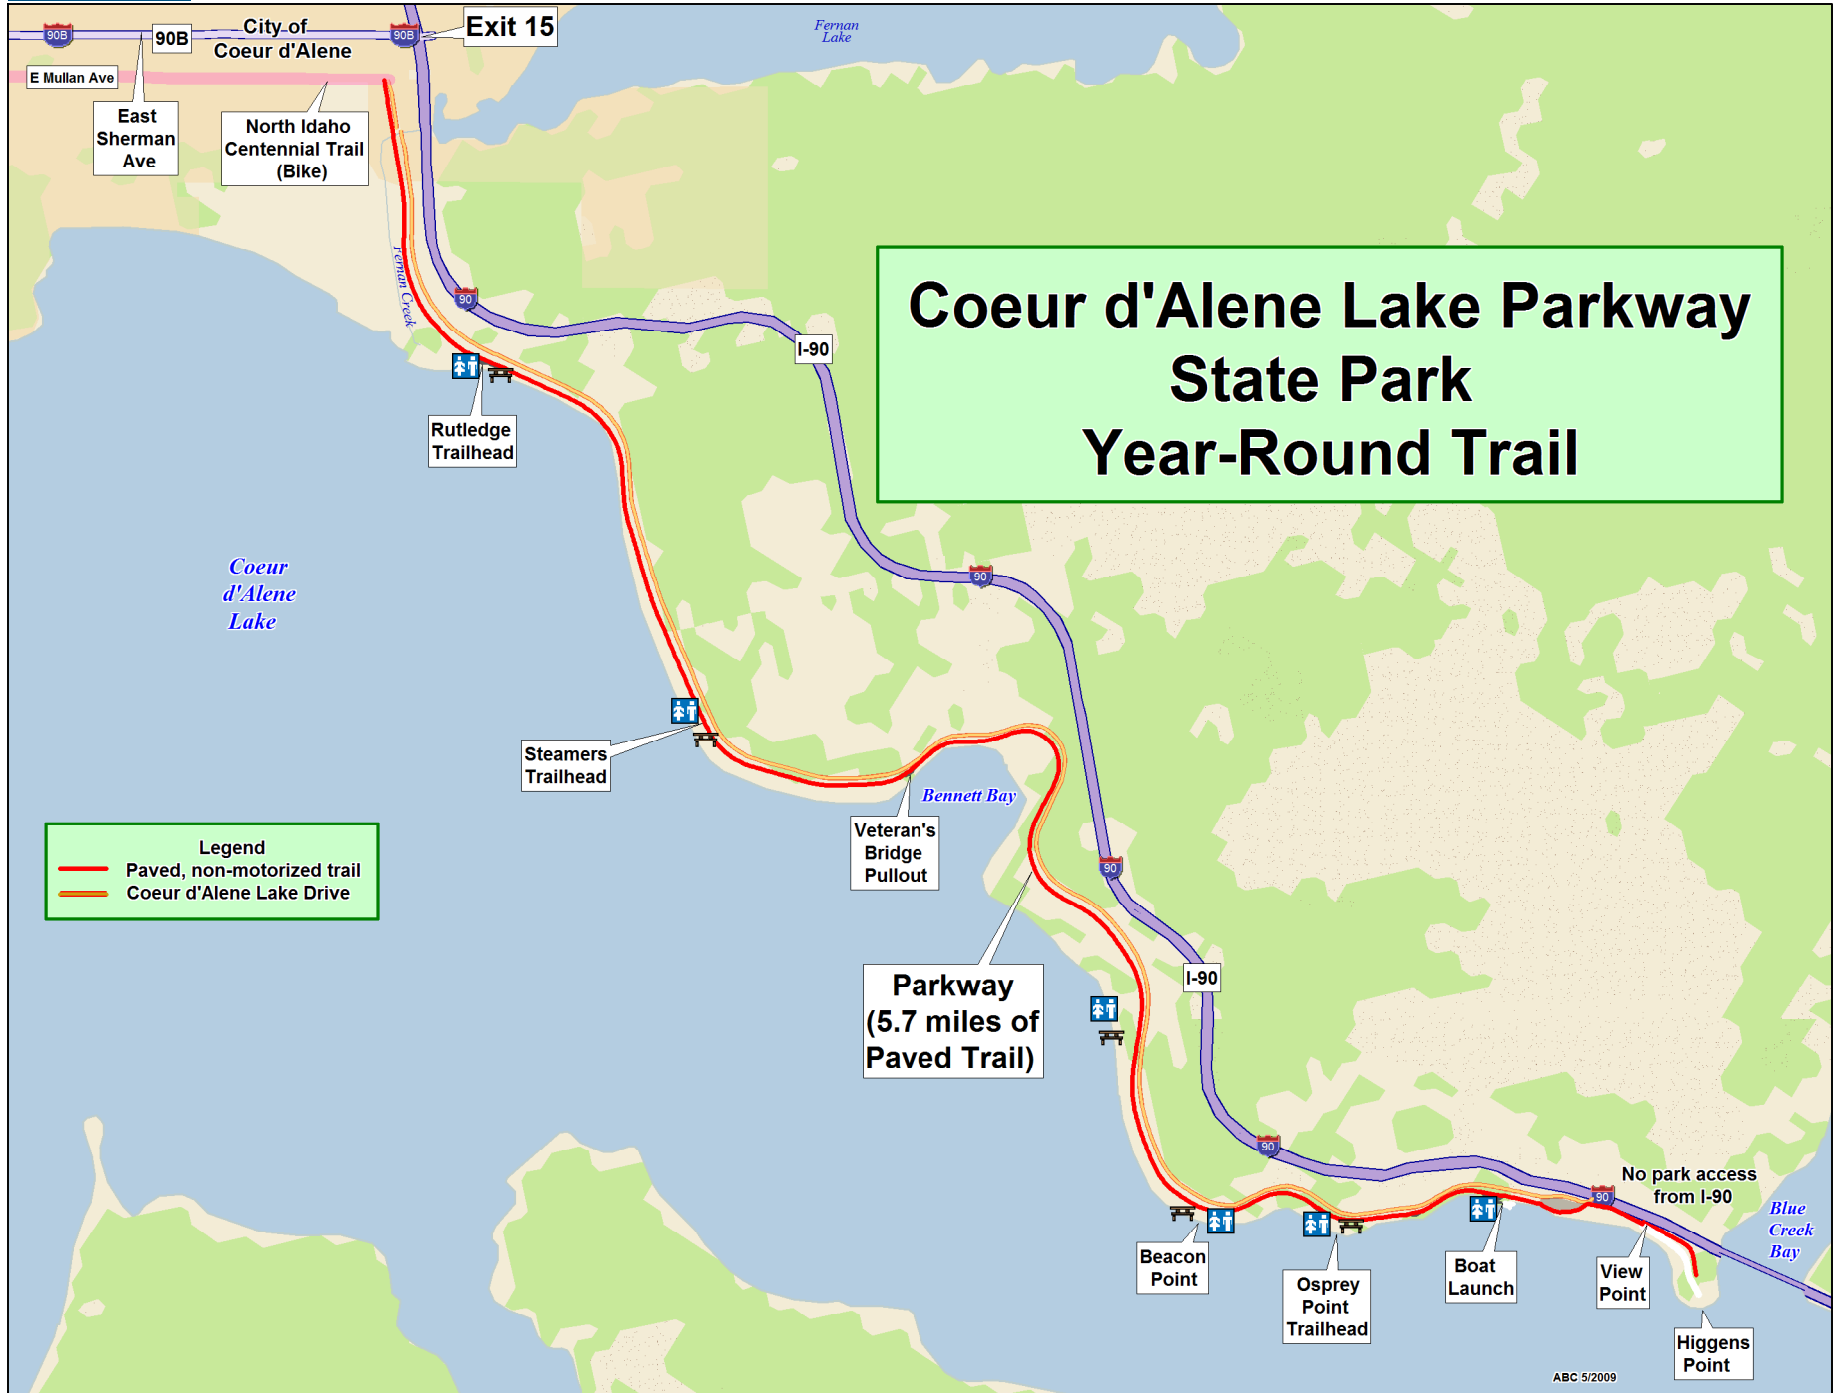 90B
90B
City of
Coeur d'Alene
90B
Exit 15
Fernan
Lake
E Mullan Ave
East
Sherman
Ave
North Idaho
Centennial Trail
(Bike)
Fernan Creek
90
I-90
Coeur d'Alene Lake Parkway
State Park
Year-Round Trail
Rutledge
Trailhead
Coeur
d'Alene
Lake
90
Steamers
Trailhead
Bennett Bay
Veteran's
Bridge
Pullout
Legend
Paved, non-motorized trail
Coeur d'Alene Lake Drive
90
I-90
Parkway
(5.7 miles of
Paved Trail)
90
No park access
from I-90
90
Blue
Creek
Bay
Beacon
Point
Osprey
Point
Trailhead
Boat
Launch
View
Point
Higgens
Point
ABC 5/2009